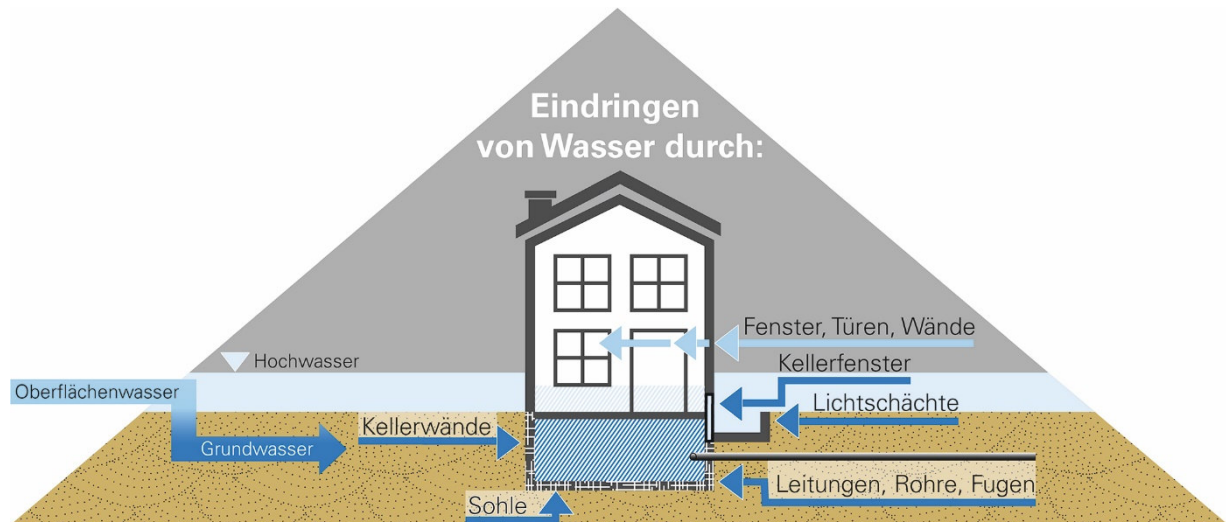 Eindringen
von Wasser durch:
Fenster, Türen, Wände
Hochwasser
Kellerfenster
Oberflächenwasser
Lichtschächte
Kellerwände
Grundwasser
Leitungen, Rohre, Fugen
Sohle